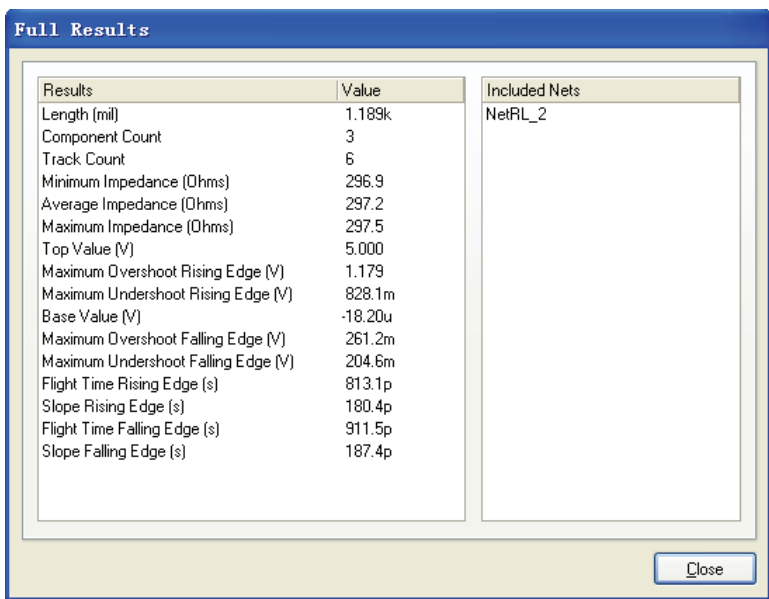 Full Results
Results Value
Length (mil) 1.189k
Component Count 3
Track Count 6
Minimum Impedance (Ohms) 296.9
Average Impedance (Ohms) 297.2
Maximum Impedance (Ohms) 297.5
Top Value (V) 5.000
Maximum Overshoot Rising Edge (V) 1.179
Maximum Undershoot Rising Edge (V) 828.1m
Base Value (V) -18.20u
Maximum Overshoot Falling Edge (V) 261.2m
Maximum Undershoot Falling Edge (V) 204.6m
Flight Time Rising Edge (s) 813.1p
Slope Rising Edge (s) 180.4p
Flight Time Falling Edge (s) 911.5p
Slope Falling Edge (s) 187.4p
Included Nets
NetRL_2
Close